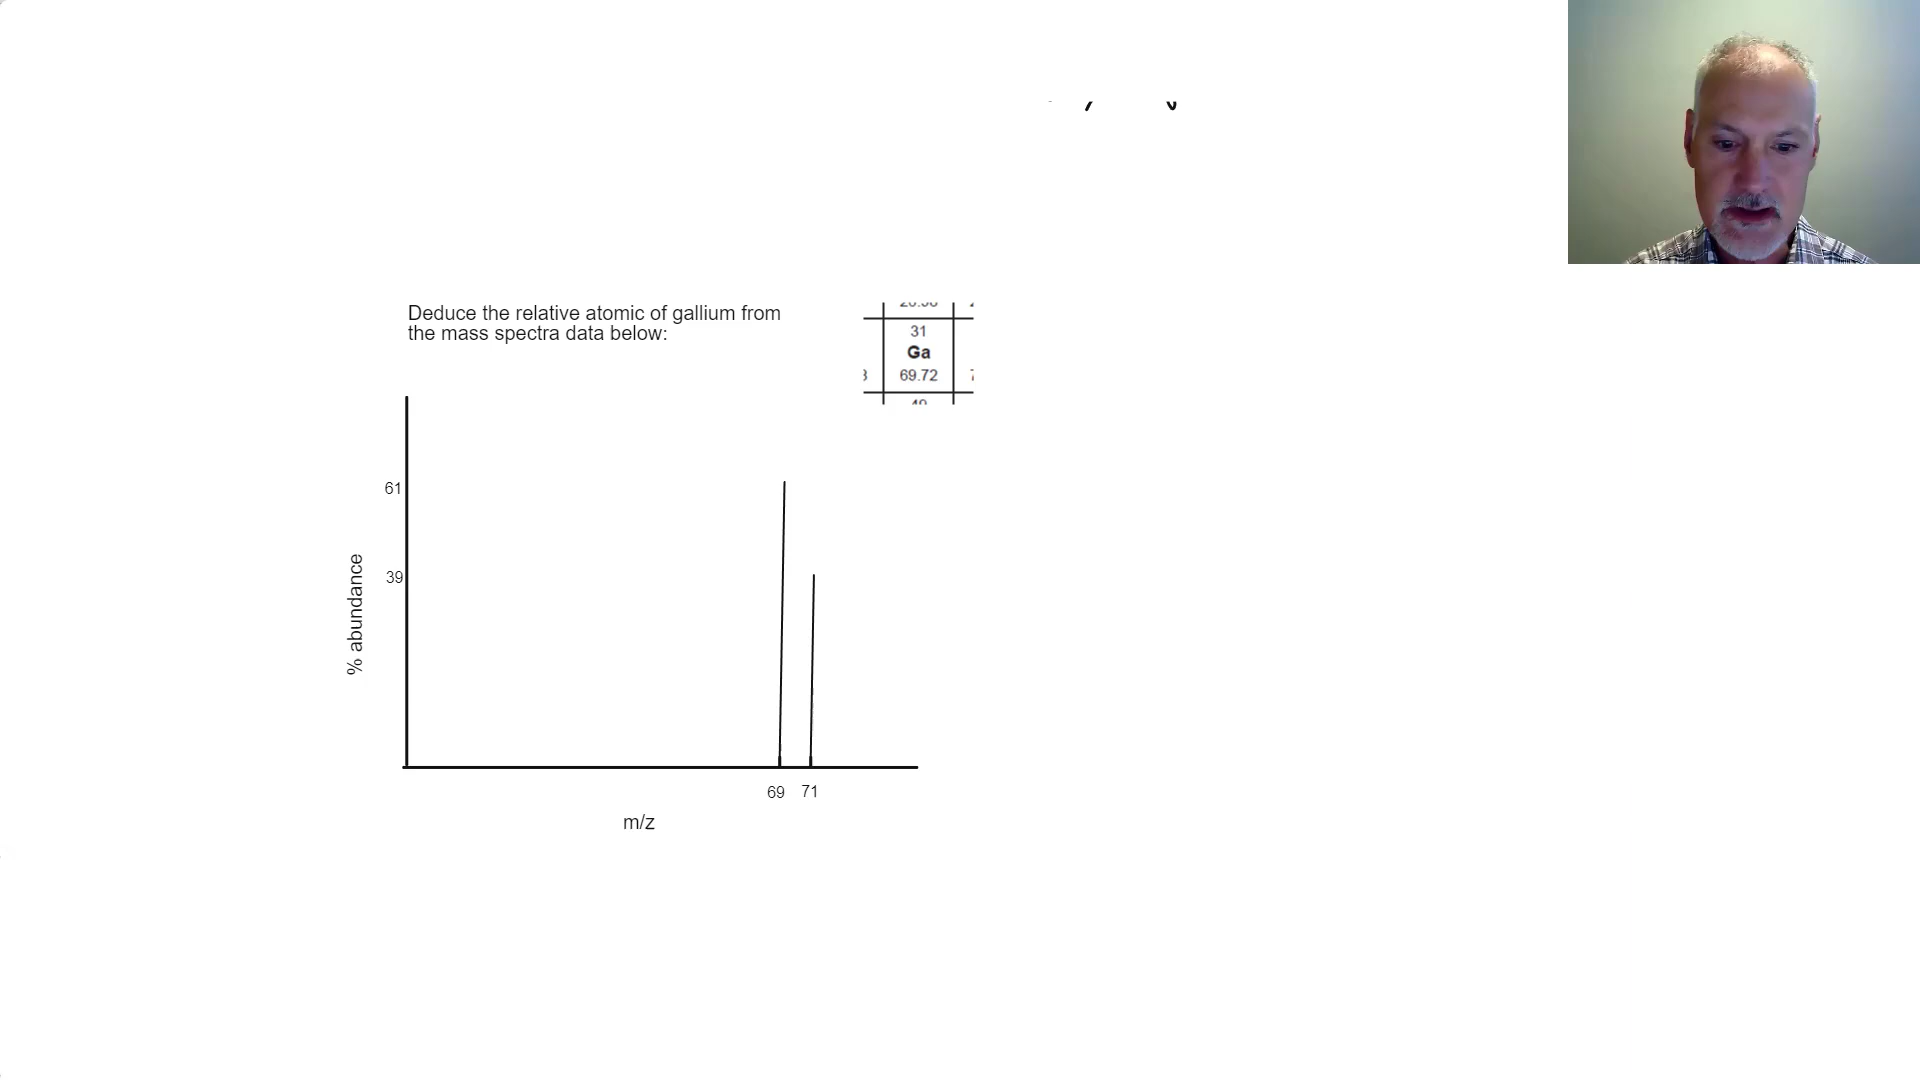 Deduce the relative atomic of gallium from
the mass spectra data below:
31
Ga
69.72
61
39
% abundance
69 71
m/z